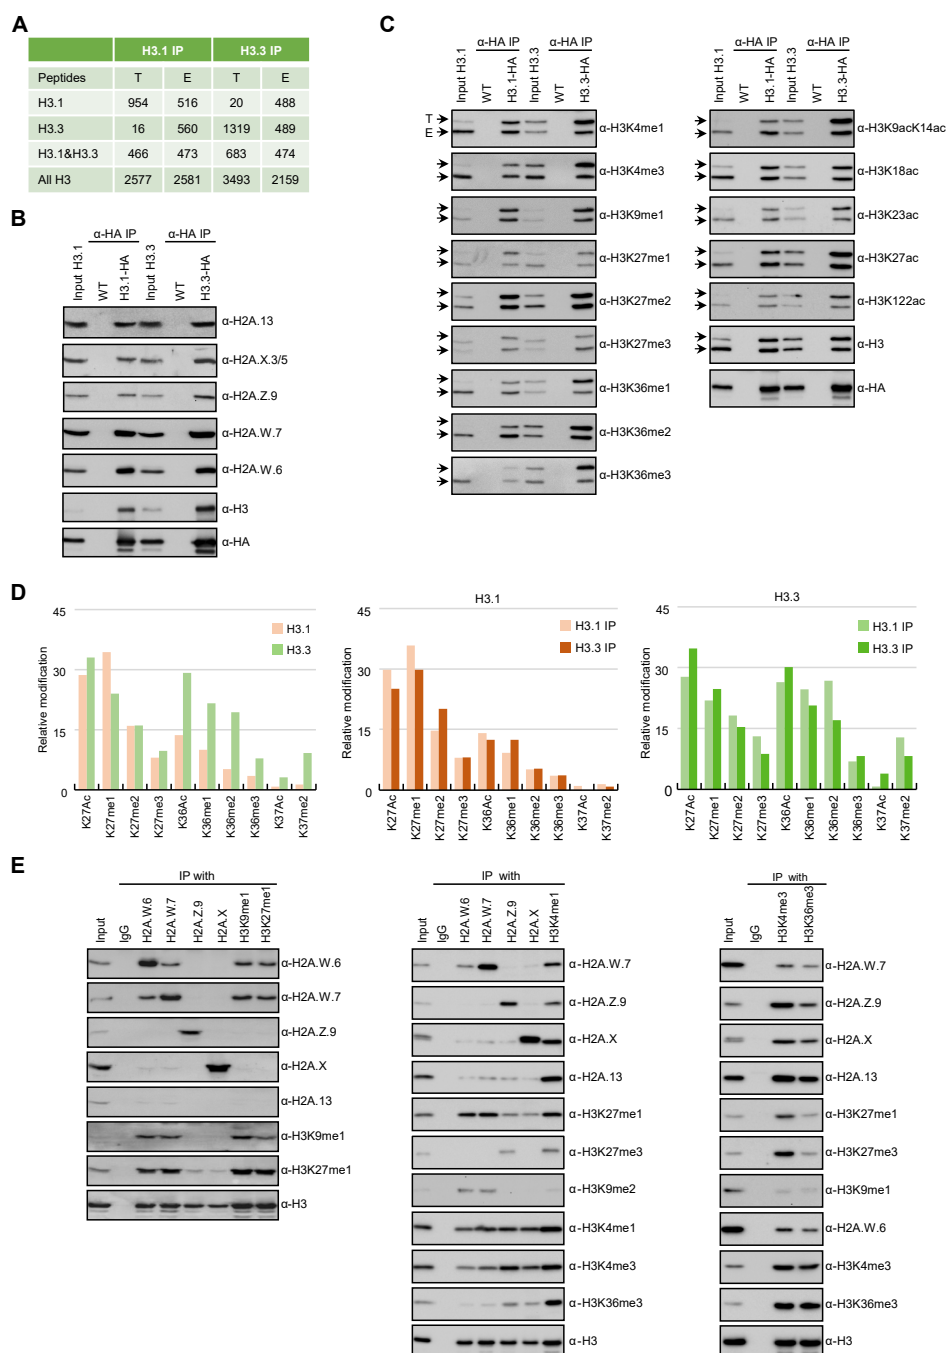 A
H3.1 IP H3.3 IP
Peptides T E T E
H3.1 954 516 20 488
H3.3 16 560 1319 489
H3.1&H3.3 466 473 683 474
All H3 2577 2581 3493 2159
B
α-HA IP α-HA IP
Input H3.1 WT H3.1-HA Input H3.3 WT H3.3-HA
α-H2A.13
α-H2A.X.3/5
α-H2A.Z.9
α-H2A.W.7
α-H2A.W.6
α-H3
α-HA
C
α-HA IP α-HA IP
Input H3.1 WT H3.1-HA Input H3.3 WT H3.3-HA
T
E
α-H3K4me1
α-H3K4me3
α-H3K9me1
α-H3K27me1
α-H3K27me2
α-H3K27me3
α-H3K36me1
α-H3K36me2
α-H3K36me3
α-HA IP α-HA IP
Input H3.1 WT H3.1-HA Input H3.3 WT H3.3-HA
α-H3K9acK14ac
α-H3K18ac
α-H3K23ac
α-H3K27ac
α-H3K122ac
α-H3
α-HA
D
Relative modification
45
30
15
0
H3.1
H3.3
K27Ac K27me1 K27me2 K27me3 K36Ac K36me1 K36me2 K36me3 K37Ac K37me2
H3.1
Relative modification
45
30
15
0
H3.1 IP
H3.3 IP
K27Ac K27me1 K27me2 K27me3 K36Ac K36me1 K36me2 K36me3 K37Ac K37me2
H3.3
Relative modification
45
30
15
0
H3.1 IP
H3.3 IP
K27Ac K27me1 K27me2 K27me3 K36Ac K36me1 K36me2 K36me3 K37Ac K37me2
E
IP with
Input IgG H2A.W.6 H2A.W.7 H2A.Z.9 H2A.X H3K9me1 H3K27me1
α-H2A.W.6
α-H2A.W.7
α-H2A.Z.9
α-H2A.X
α-H2A.13
α-H3K9me1
α-H3K27me1
α-H3
IP with
Input IgG H2A.W.6 H2A.W.7 H2A.Z.9 H2A.X H3K4me1
α-H2A.W.7
α-H2A.Z.9
α-H2A.X
α-H2A.13
α-H3K27me1
α-H3K27me3
α-H3K9me2
α-H3K4me1
α-H3K4me3
α-H3K36me3
α-H3
IP with
Input IgG H3K4me3 H3K36me3
α-H2A.W.7
α-H2A.Z.9
α-H2A.X
α-H2A.13
α-H3K27me1
α-H3K27me3
α-H3K9me1
α-H2A.W.6
α-H3K4me3
α-H3K36me3
α-H3